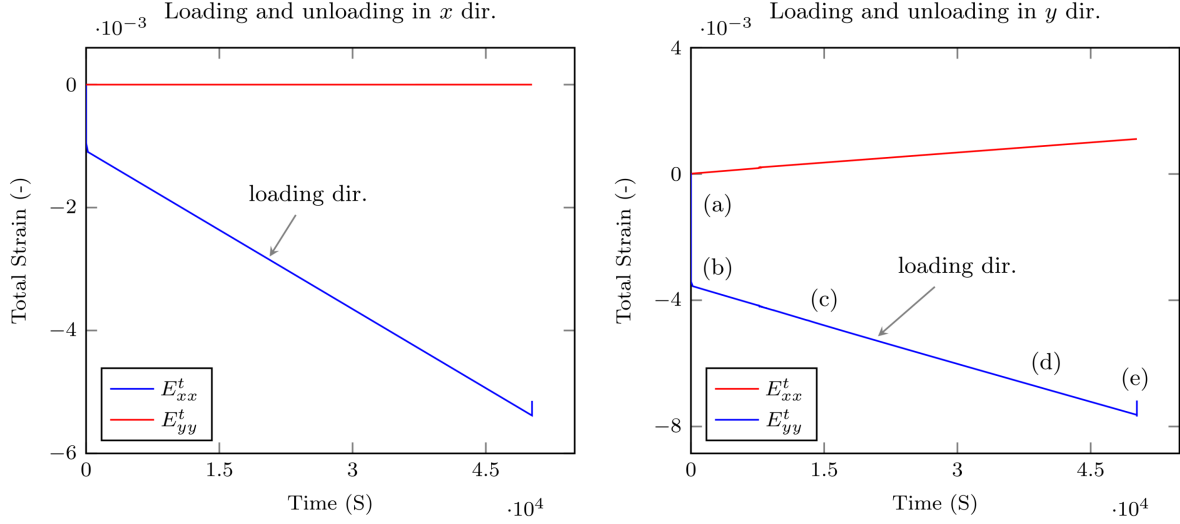 Loading and unloading in x dir.
·10⁻³
0
−2
−4
−6
Total Strain (-)
loading dir.
E^t_xx
E^t_yy
0 1.5 3 4.5
·10⁴
Time (S)
Loading and unloading in y dir.
·10⁻³
4
0
−4
−8
Total Strain (-)
(a)
(b)
(c)
loading dir.
(d)
(e)
E^t_xx
E^t_yy
0 1.5 3 4.5
·10⁴
Time (S)